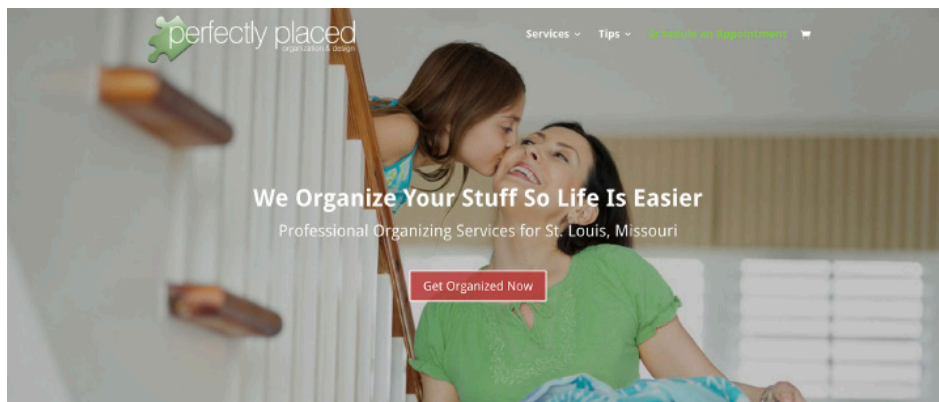 perfectly placed
organization & design
Services
Tips
Schedule an Appointment
We Organize Your Stuff So Life Is Easier
Professional Organizing Services for St. Louis, Missouri
Get Organized Now